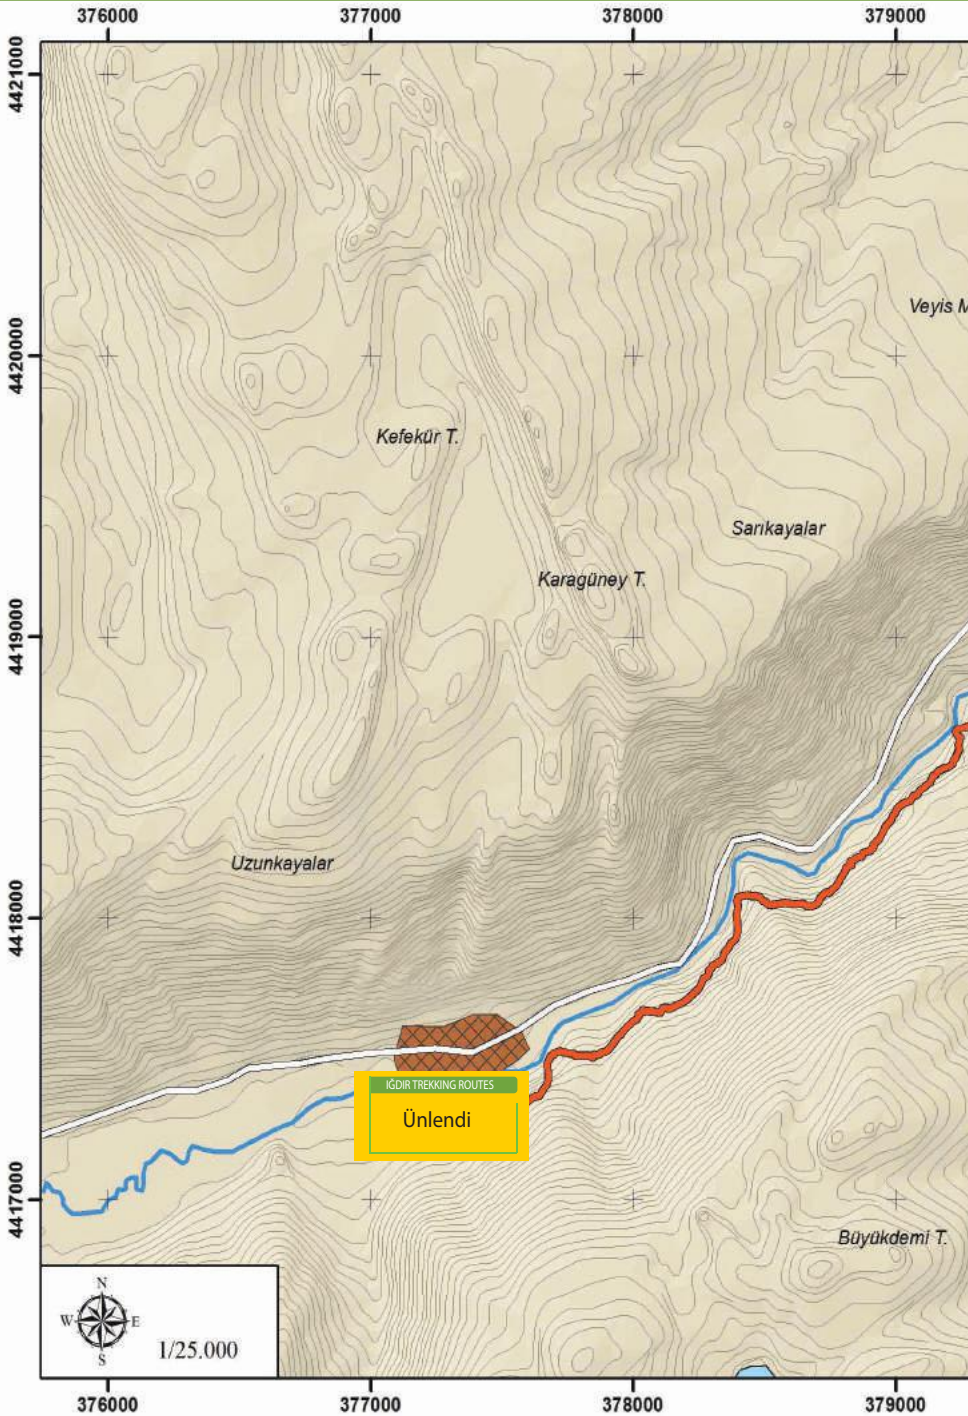 376000
377000
378000
379000
4421000
4420000
4419000
4418000
4417000
Veyis M
Kefekür T.
Sarıkayalar
Karagüney T.
Uzunkayalar
IĞDIR TREKKING ROUTES
Ünlendi
Büyükdemi T.
N
W E
S
1/25.000
376000
377000
378000
379000